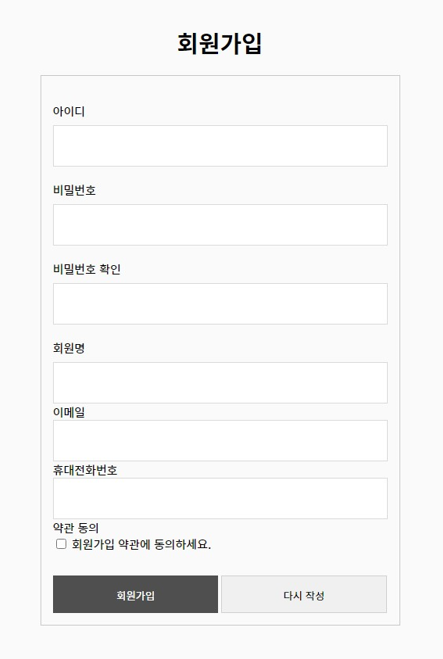 회원가입
아이디
비밀번호
비밀번호 확인
회원명
이메일
휴대전화번호
약관 동의
회원가입 약관에 동의하세요.
회원가입 다시 작성